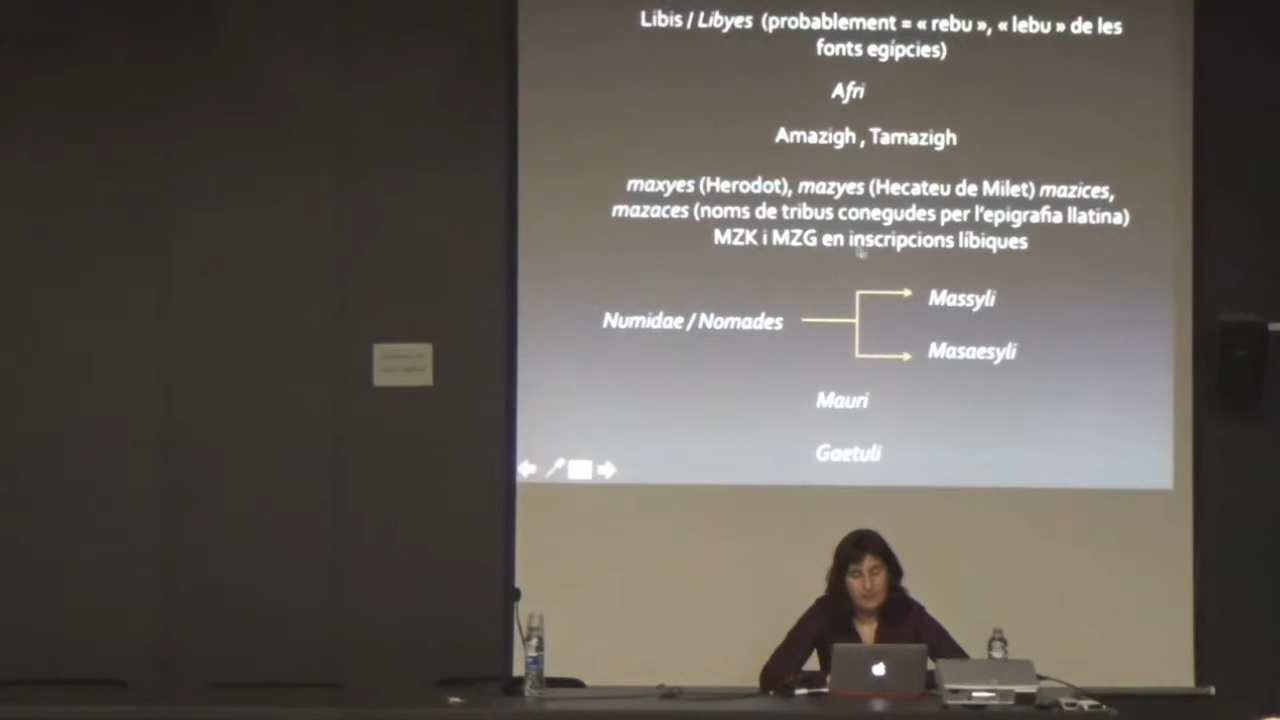 Libis / Libyes (probablement = « rebu », « lebu » de les
fonts egípcies)
Afri
Amazigh , Tamazigh
maxyes (Herodot), mazyes (Hecateu de Milet) mazices,
mazaces (noms de tribus conegudes per l'epigrafia llatina)
MZK i MZG en inscripcions líbiques
Numidae / Nomades
Massyli
Masaesyli
Mauri
Gaetuli